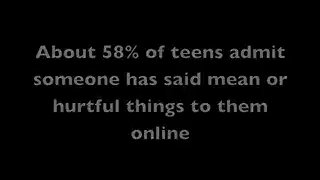 About 58% of teens admit
someone has said mean or
hurtful things to them
online